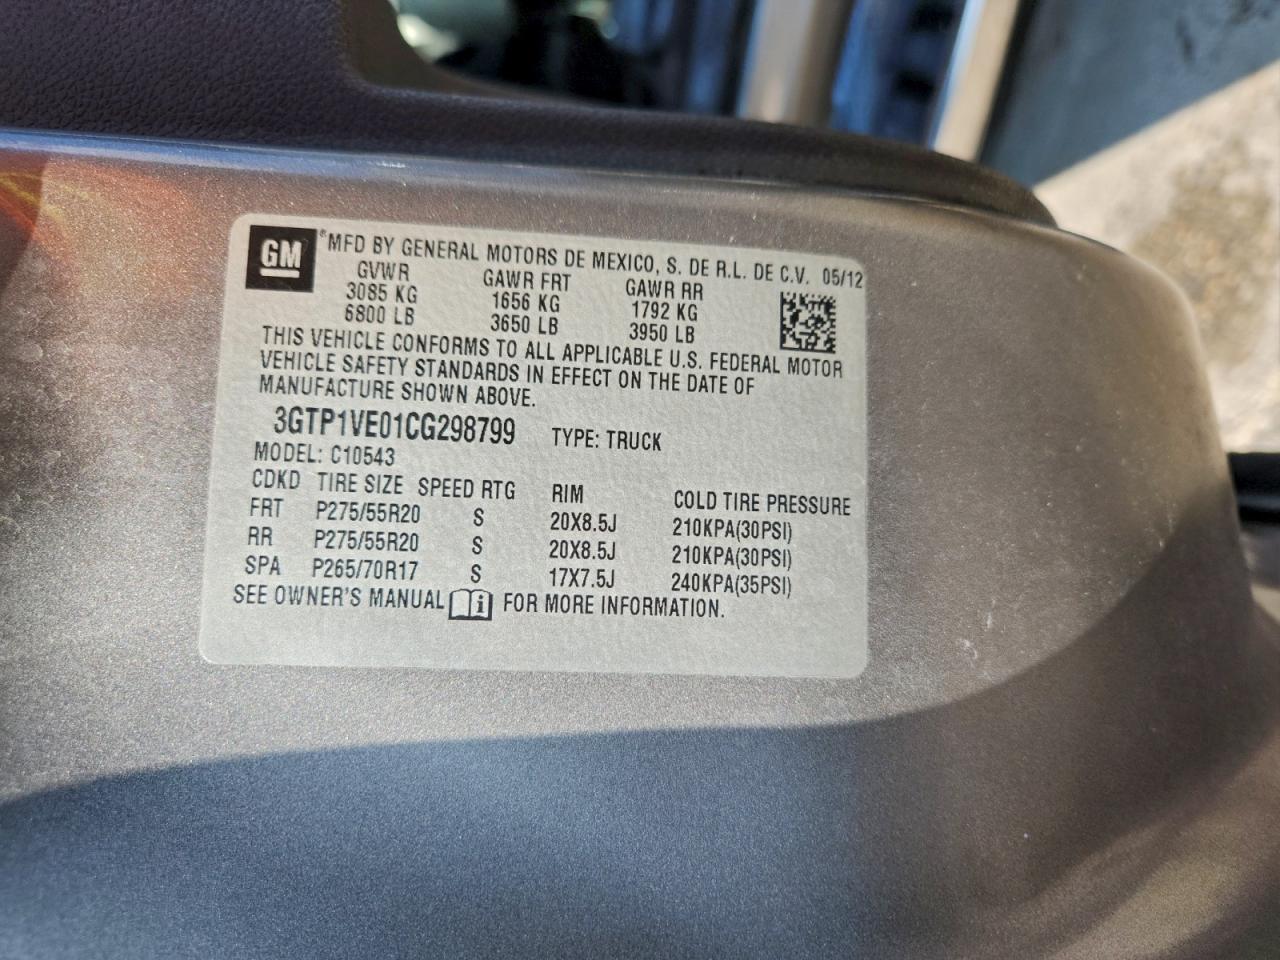 GM ® MFD BY GENERAL MOTORS DE MEXICO, S. DE R.L. DE C.V. 05/12
GVWR GAWR FRT GAWR RR
3085 KG 1656 KG 1792 KG
6800 LB 3650 LB 3950 LB
THIS VEHICLE CONFORMS TO ALL APPLICABLE U.S. FEDERAL MOTOR
VEHICLE SAFETY STANDARDS IN EFFECT ON THE DATE OF
MANUFACTURE SHOWN ABOVE.
3GTP1VE01CG298799 TYPE: TRUCK
MODEL: C10543
CDKD TIRE SIZE SPEED RTG RIM COLD TIRE PRESSURE
FRT P275/55R20 S 20X8.5J 210KPA(30PSI)
RR P275/55R20 S 20X8.5J 210KPA(30PSI)
SPA P265/70R17 S 17X7.5J 240KPA(35PSI)
SEE OWNER'S MANUAL i FOR MORE INFORMATION.